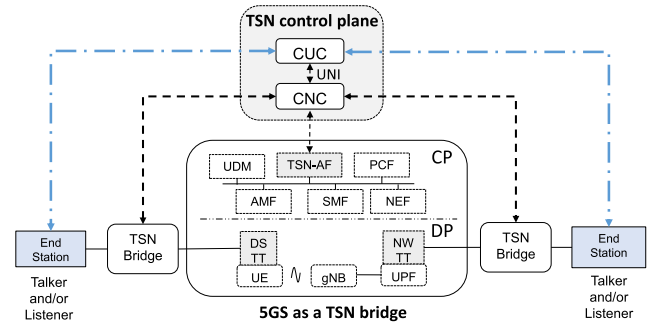 TSN control plane
CUC
UNI
CNC
CP
UDM
TSN-AF
PCF
AMF
SMF
NEF
DP
End
Station
TSN
Bridge
DS
TT
NW
TT
TSN
Bridge
End
Station
UE
gNB
UPF
Talker
and/or
Listener
5GS as a TSN bridge
Talker
and/or
Listener